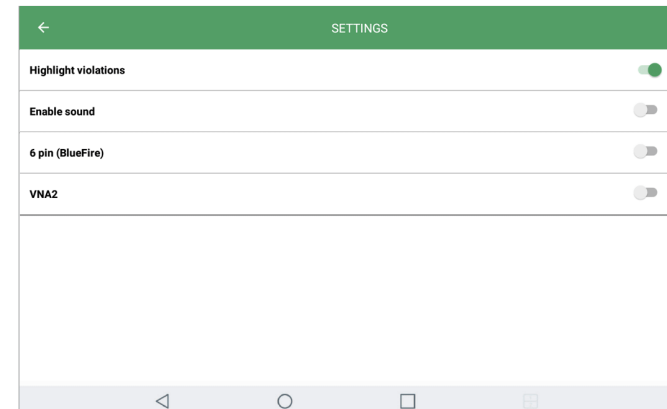 SETTINGS
Highlight violations
Enable sound
6 pin (BlueFire)
VNA2